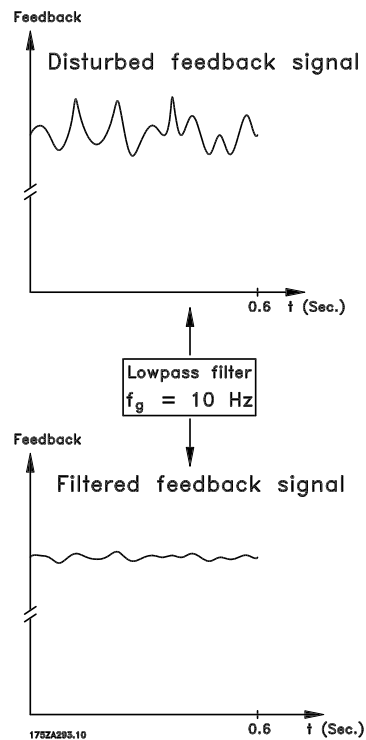 Feedback
Disturbed feedback signal
0.6 t (Sec.)
Lowpass filter
fg = 10 Hz
Feedback
Filtered feedback signal
0.6 t (Sec.)
175ZA293.10